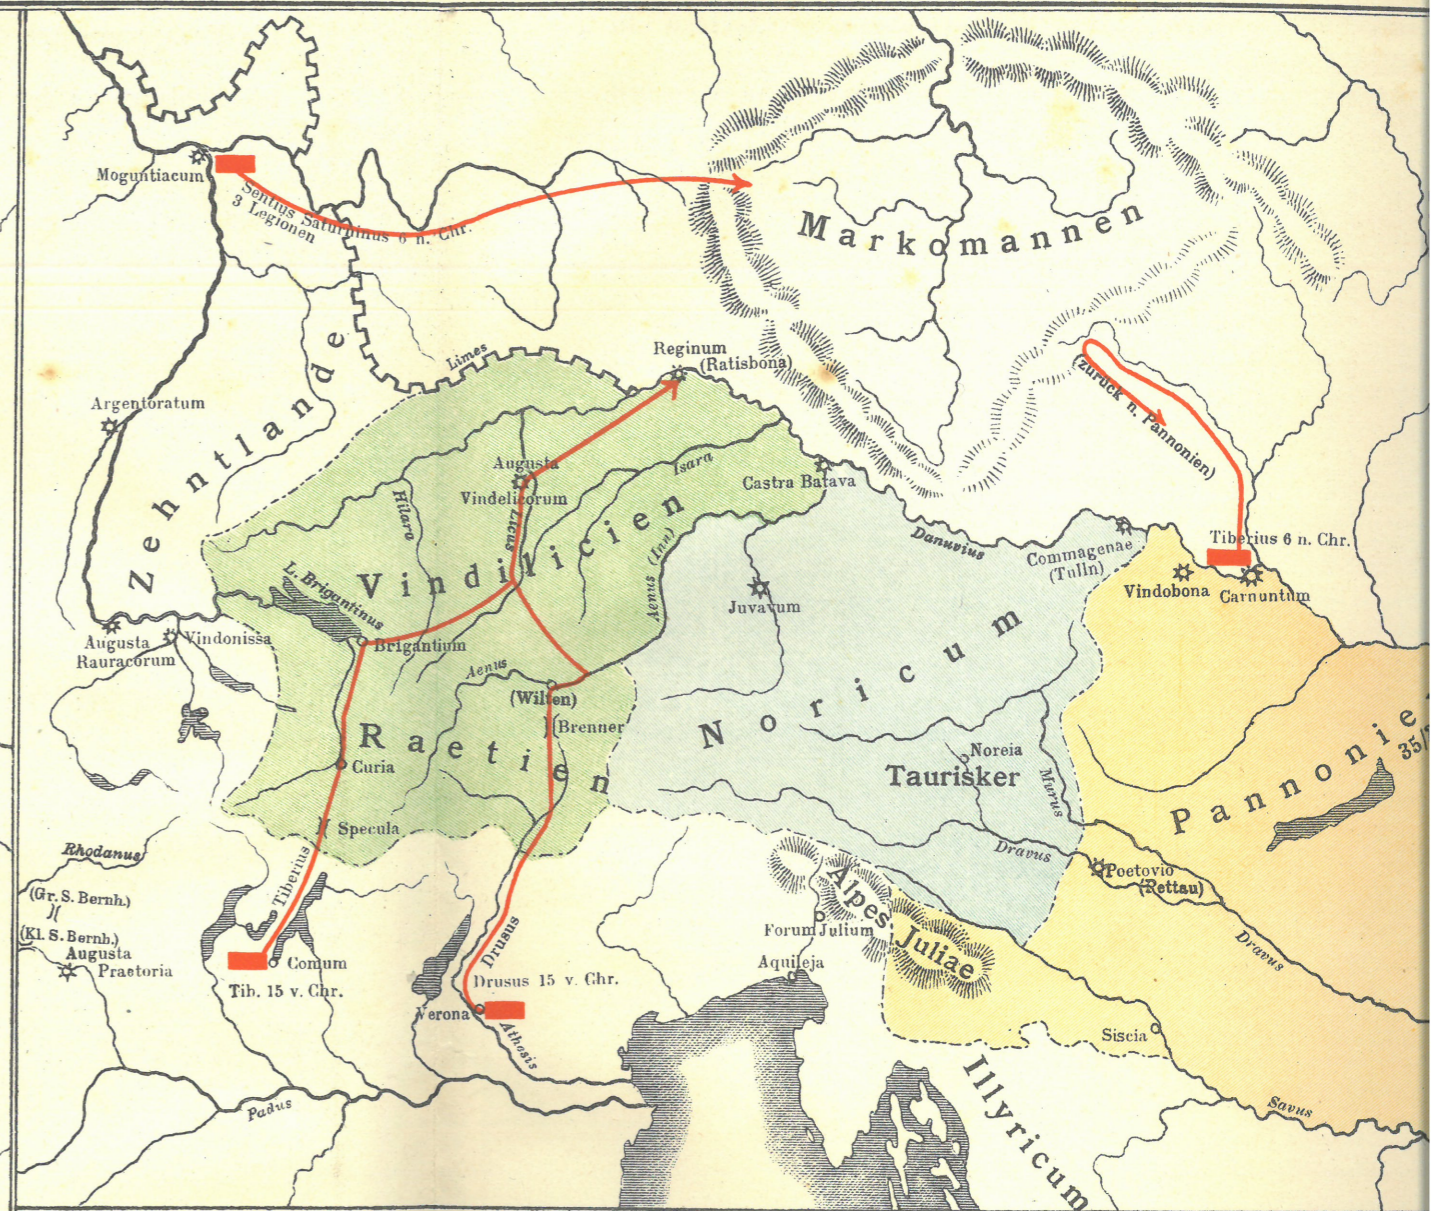 Moguntiacum
Sentius Saturninus 6 n. Chr.
3 Legionen
Markomannen
Limes
Reginum
(Ratisbona)
(zurück n. Pannonien)
Argentoratum
Zehntlande
Augusta
Vindelicorum
Hilara
Licus
Isara
Castra Batava
Danuvius
Commagenae
(Tulln)
Tiberius 6 n. Chr.
Vindobona
Carnuntum
Vindilicien
L. Brigantinus
Aenus (Inn)
Juvavum
Augusta
Rauracorum
Vindonissa
Brigantium
Aenus
(Wilten)
Brenner
Noricum
Raetien
Curia
Noreia
Taurisker
Murus
Pannonie
35/
Specula
Rhodanus
Tiberius
Dravus
Poetovio
(Pettau)
(Gr. S. Bernh.)
(Kl. S. Bernh.)
Augusta
Praetoria
Comum
Tib. 15 v. Chr.
Drusus
Drusus 15 v. Chr.
Verona
Athesis
Forum Julium
Aquileja
Alpes
Juliae
Dravus
Siscia
Illyricum
Padus
Savus